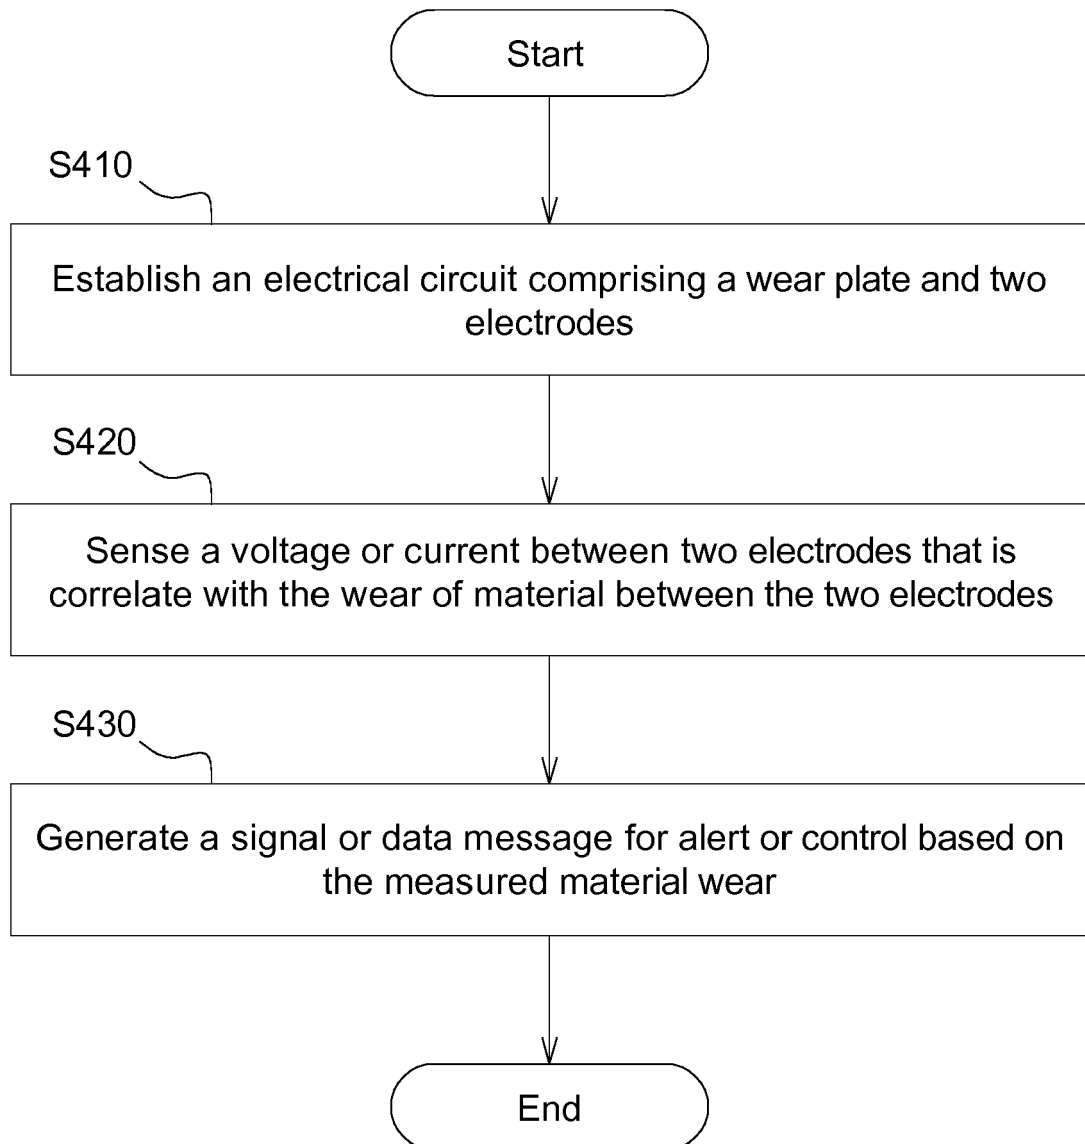 Start
S410
Establish an electrical circuit comprising a wear plate and two
electrodes
S420
Sense a voltage or current between two electrodes that is
correlate with the wear of material between the two electrodes
S430
Generate a signal or data message for alert or control based on
the measured material wear
End